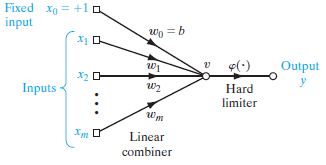 Fixed x₀ = +1
input
w₀ = b
x₁
w₁
v φ(·) Output
x₂
y
Inputs
w₂
Hard
limiter
wₘ
xₘ
Linear
combiner